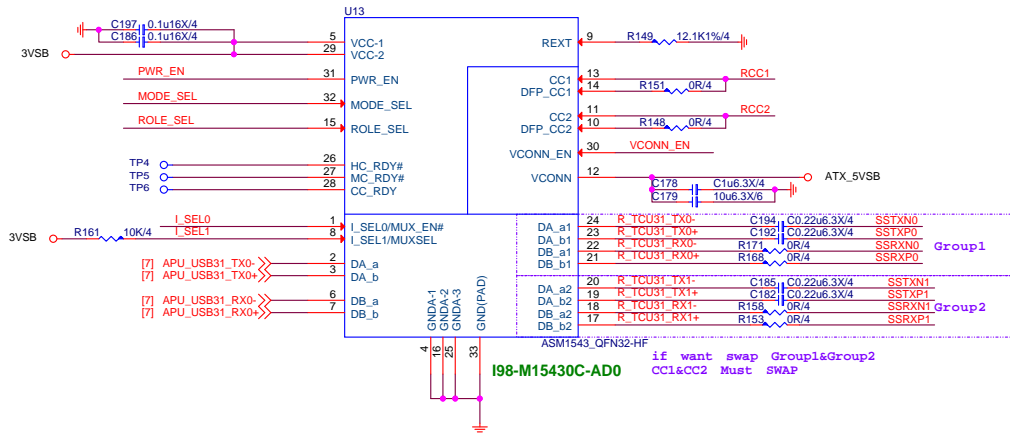 U13
C197 0.1u16X/4
C186 0.1u16X/4
3VSB
5 VCC-1
29 VCC-2
PWR_EN 31 PWR_EN
MODE_SEL 32 MODE_SEL
ROLE_SEL 15 ROLE_SEL
TP4 26 HC_RDY#
TP5 27 MC_RDY#
TP6 28 CC_RDY
I_SEL0 1 I_SEL0/MUX_EN#
3VSB R161 10K/4 I_SEL1 8 I_SEL1/MUXSEL
[7] APU_USB31_TX0- 2 DA_a
[7] APU_USB31_TX0+ 3 DA_b
[7] APU_USB31_RX0- 6 DB_a
[7] APU_USB31_RX0+ 7 DB_b
REXT 9 R149 12.1K1%/4
CC1 13 RCC1
DFP_CC1 14 R151 0R/4
CC2 11 RCC2
DFP_CC2 10 R148 0R/4
VCONN_EN 30 VCONN_EN
VCONN 12 ATX_5VSB
C178 C1u6.3X/4
C179 10u6.3X/6
DA_a1 24 R_TCU31_TX0- C194 C0.22u6.3X/4 SSTXN0
DA_b1 23 R_TCU31_TX0+ C192 C0.22u6.3X/4 SSTXP0
DB_a1 22 R_TCU31_RX0- R171 0R/4 SSRXN0
DB_b1 21 R_TCU31_RX0+ R168 0R/4 SSRXP0
Group1
DA_a2 20 R_TCU31_TX1- C185 C0.22u6.3X/4 SSTXN1
DA_b2 19 R_TCU31_TX1+ C182 C0.22u6.3X/4 SSTXP1
DB_a2 18 R_TCU31_RX1- R158 0R/4 SSRXN1
DB_b2 17 R_TCU31_RX1+ R153 0R/4 SSRXP1
Group2
GNDA-1 GNDA-2 GNDA-3 GND(PAD)
4 16 25 33
ASM1543_QFN32-HF
I98-M15430C-AD0
if want swap Group1&Group2
CC1&CC2 Must SWAP